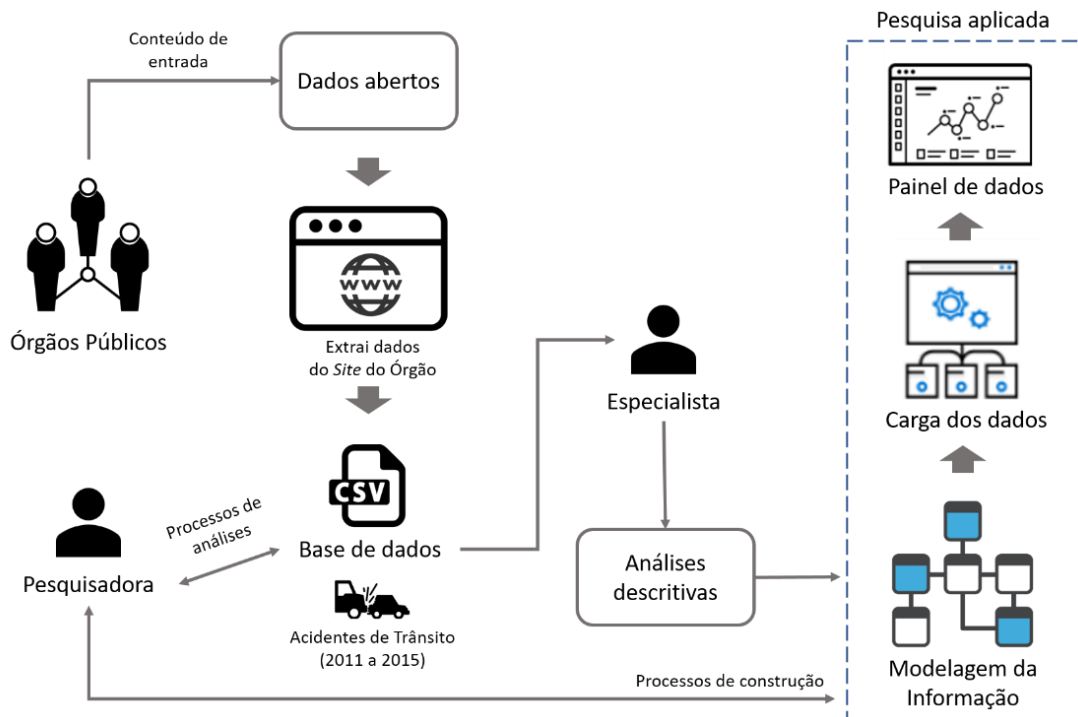 Pesquisa aplicada
Conteúdo de
entrada
Dados abertos
Painel de dados
Órgãos Públicos
www
Extrai dados
do Site do Órgão
Especialista
Carga dos dados
CSV
Processos de
análises
Base de dados
Pesquisadora
Análises
descritivas
Acidentes de Trânsito
(2011 a 2015)
Processos de construção
Modelagem da
Informação